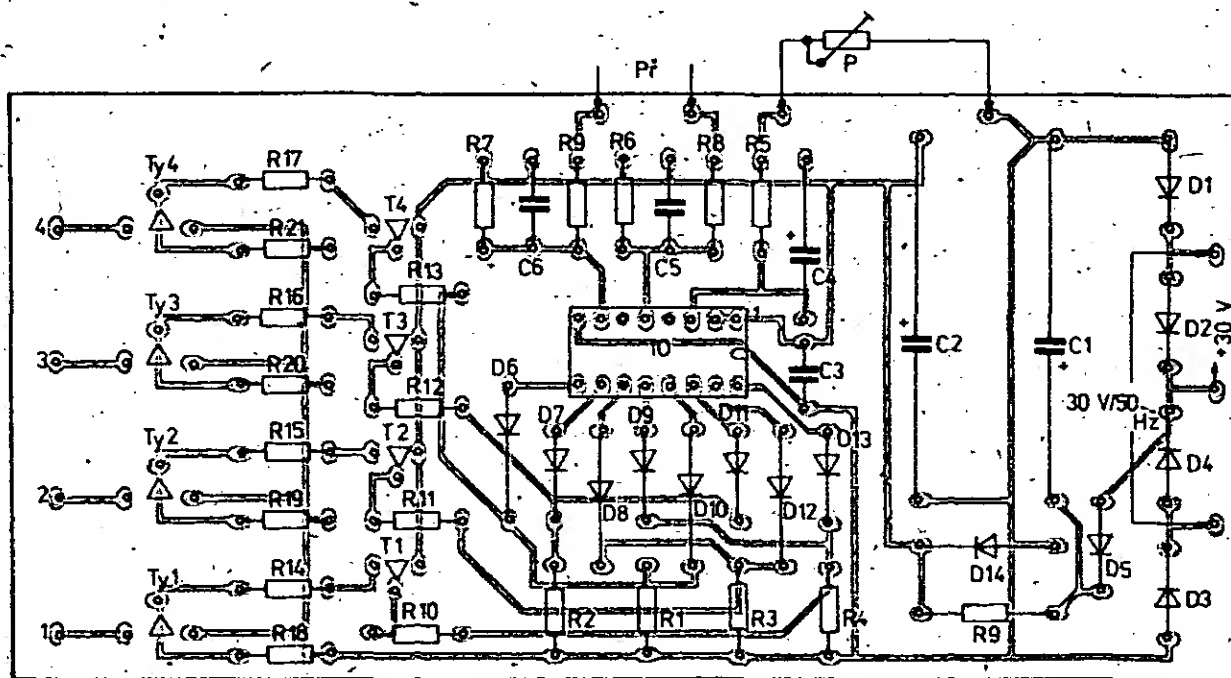 P
Př
R7
R9
R6
R8
R5
Ty4
R17
T4
D1
4
R21
C6
C5
C4
R13
Ty3
R16
T3
1
D2
+30 V
IO
C2
C1
3
R20
D6
C3
R12
D7
D9
D11
30 V/50
Hz
Ty2
R15
T2
D13
D4
2
R19
R11
D8
D10
D12
T1
D14
D5
Ty1
R14
D3
R10
R2
R1
R3
R4
R9
1
R18